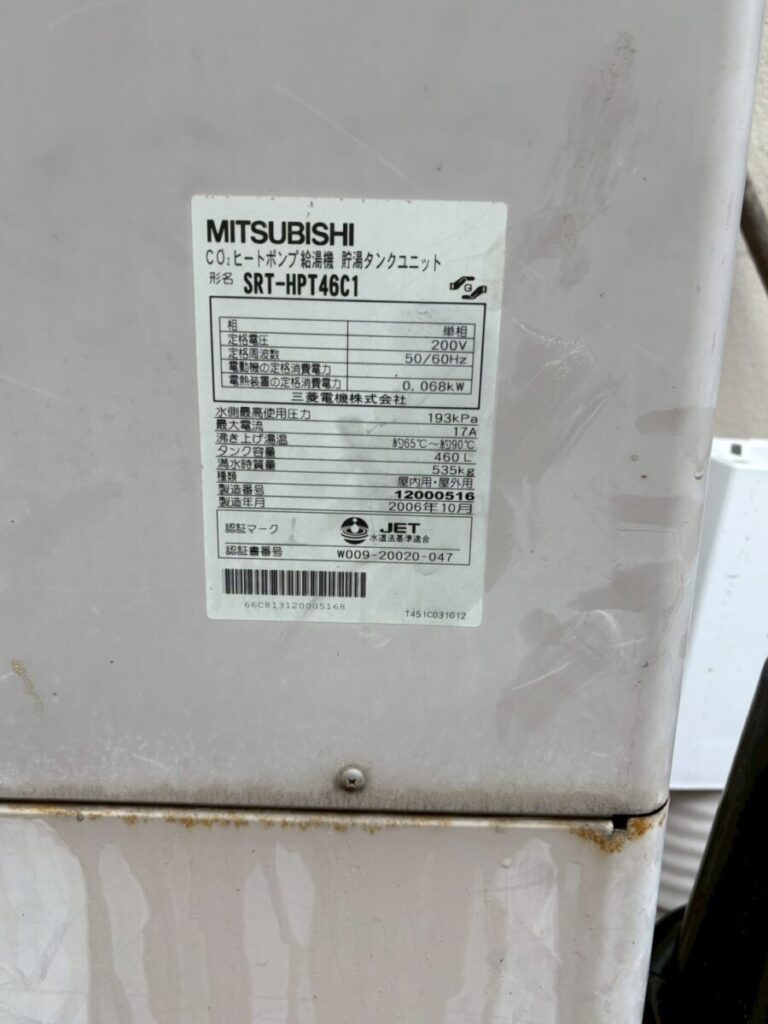 MITSUBISHI
CO₂ヒートポンプ給湯機 貯湯タンクユニット
形名 SRT-HPT46C1
G
相 単相
定格電圧 200V
定格周波数 50/60Hz
電動機の定格消費電力
電熱装置の定格消費電力 0.068kW
三菱電機株式会社
水側最高使用圧力 193kPa
最大電流 17A
沸き上げ湯温 約65℃～約90℃
タンク容量 460L
満水時質量 535kg
種類 屋内用・屋外用
製造番号 12000516
製造年月 2006年10月
認証マーク JET
水道法基準適合
認証書番号 W009-20020-047
66C813120005168
T451C031G12